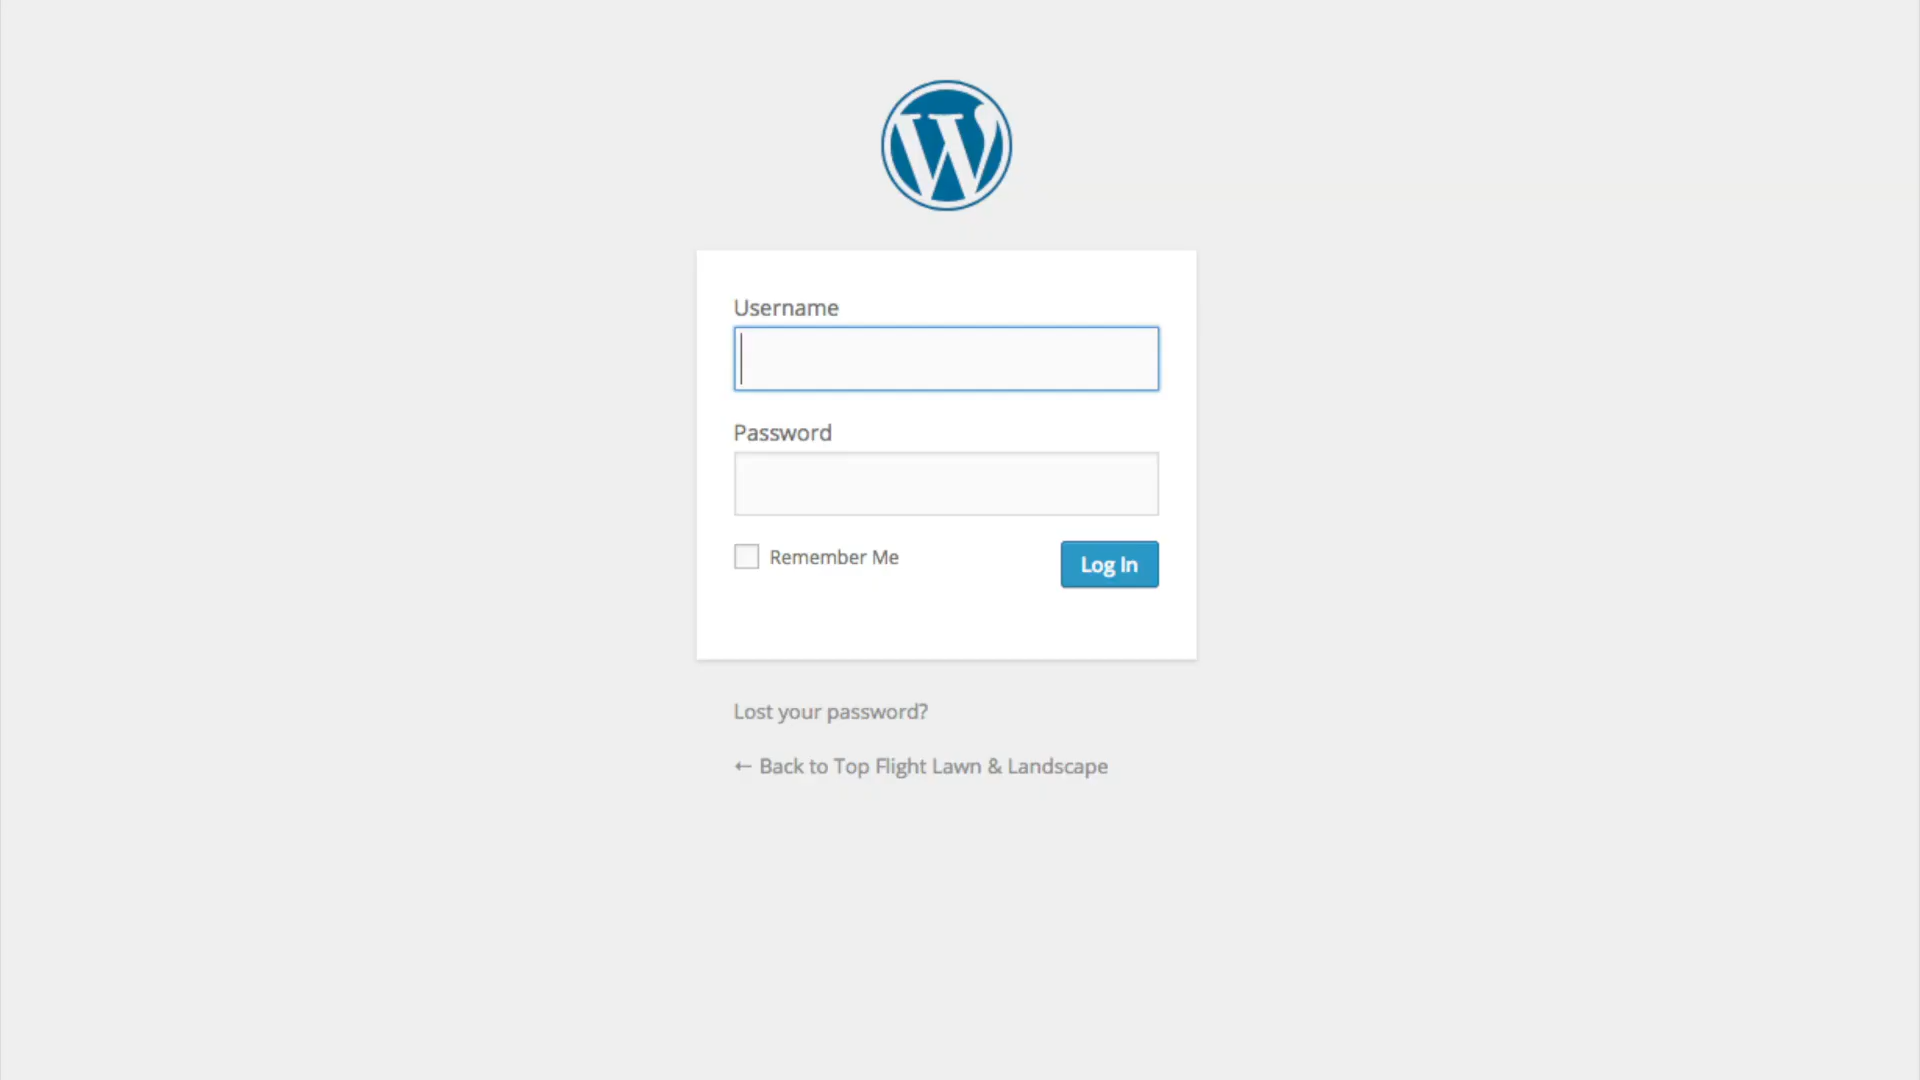 Username
Password
Remember Me
Log In
Lost your password?
← Back to Top Flight Lawn & Landscape